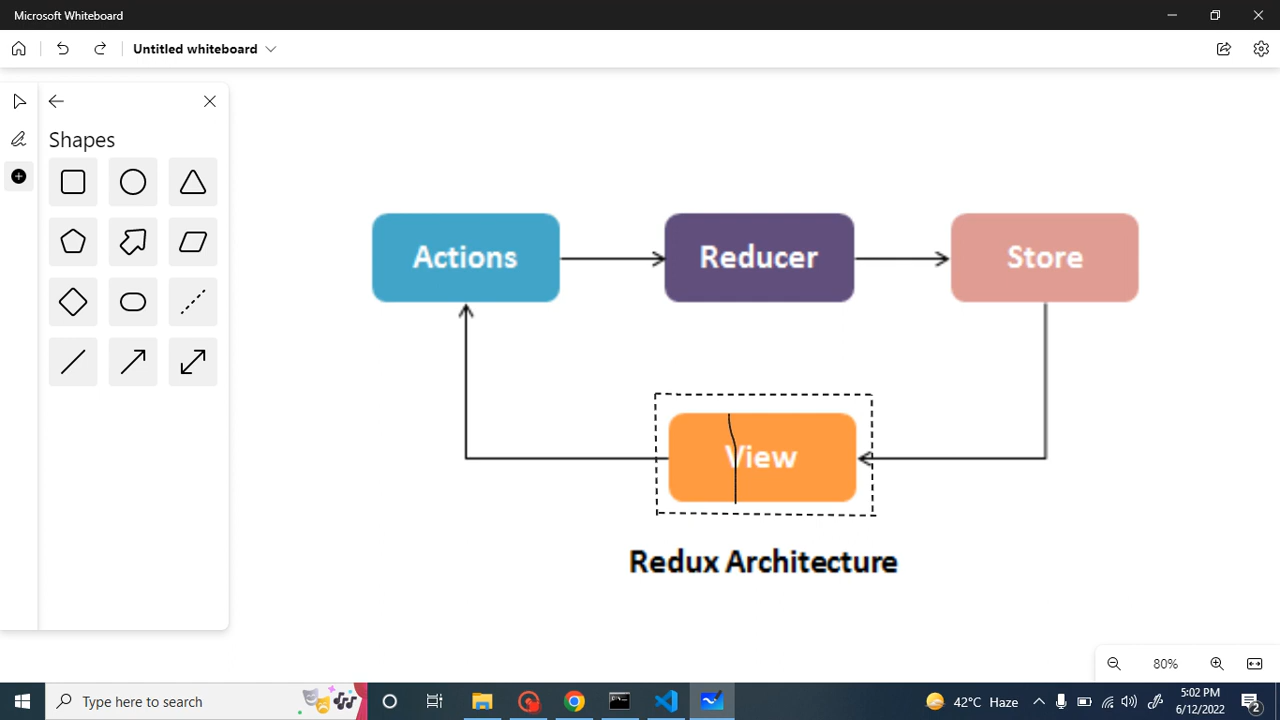 Microsoft Whiteboard
Untitled whiteboard
Shapes
Actions
Reducer
Store
View
Redux Architecture
80%
Type here to search
42°C Haze
5:02 PM
6/12/2022
2